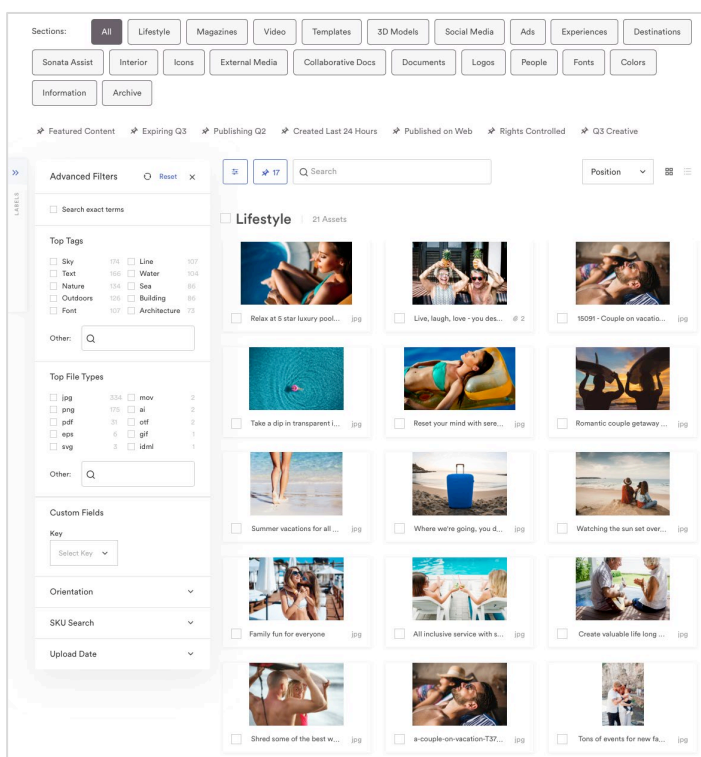 Sections: All Lifestyle Magazines Video Templates 3D Models Social Media Ads Experiences Destinations
Sonata Assist Interior Icons External Media Collaborative Docs Documents Logos People Fonts Colors
Information Archive
Featured Content Expiring Q3 Publishing Q2 Created Last 24 Hours Published on Web Rights Controlled Q3 Creative
LABELS
Advanced Filters Reset
17 Search Position
Search exact terms
Lifestyle 21 Assets
Top Tags
Sky 174 Line 107
Text 166 Water 104
Nature 134 Sea 86
Outdoors 125 Building 86
Font 107 Architecture 73
Other:
Top File Types
jpg 334 mov 2
png 175 ai 2
pdf 31 otf 2
eps 6 gif 1
svg 3 idml 1
Other:
Custom Fields
Key
Select Key
Orientation
SKU Search
Upload Date
Relax at 5 star luxury pool... jpg
Live, laugh, love - you des... 2
15091 - Couple on vacatio... jpg
Take a dip in transparent i... jpg
Reset your mind with sere... jpg
Romantic couple getaway ... jpg
Summer vacations for all ... jpg
Where we're going, you d... jpg
Watching the sun set over... jpg
Family fun for everyone jpg
All inclusive service with s... jpg
Create valuable life long ... jpg
Shred some of the best w... jpg
a-couple-on-vacation-T37... jpg
Tons of events for new fa... jpg